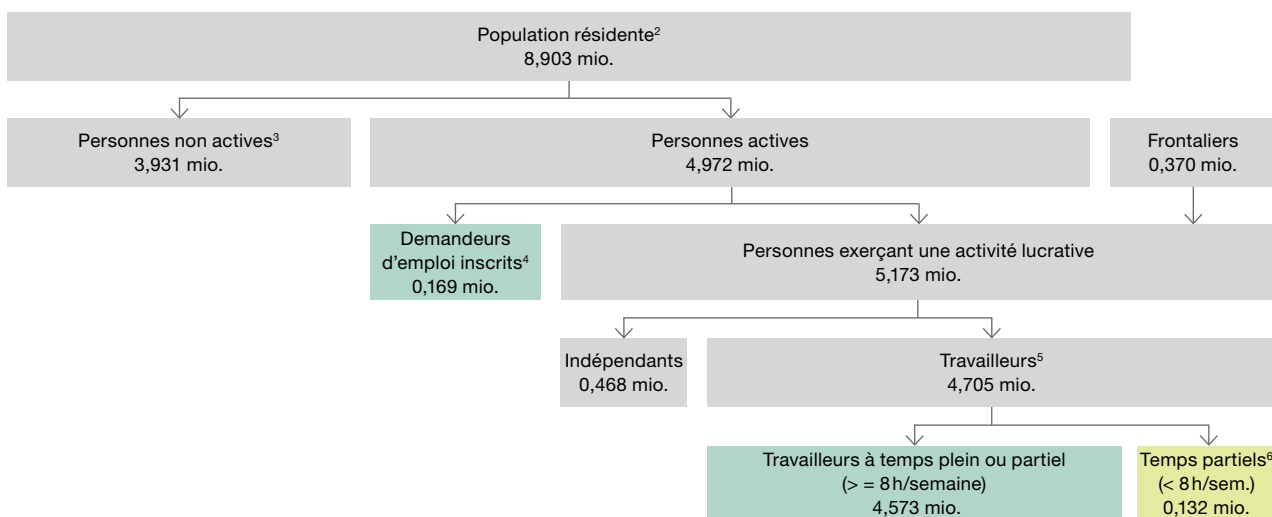 Population résidente²
8,903 mio.
Personnes non actives³
3,931 mio.
Personnes actives
4,972 mio.
Frontaliers
0,370 mio.
Demandeurs
d'emploi inscrits⁴
0,169 mio.
Personnes exerçant une activité lucrative
5,173 mio.
Indépendants
0,468 mio.
Travailleurs⁵
4,705 mio.
Travailleurs à temps plein ou partiel
(> = 8 h/semaine)
4,573 mio.
Temps partiels⁶
(< 8 h/sem.)
0,132 mio.